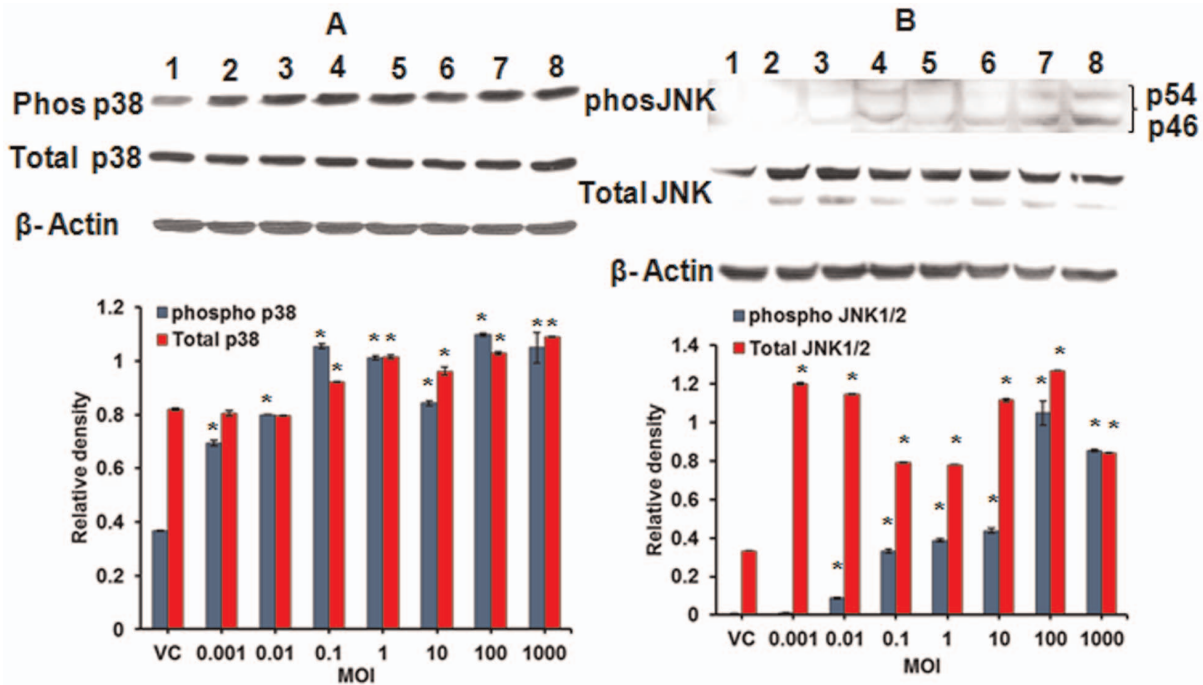 A
1 2 3 4 5 6 7 8
Phos p38
Total p38
β- Actin
phospho p38
Total p38
* * * * * * * * * * * *
1.2
1
0.8
0.6
0.4
0.2
0
Relative density
VC 0.001 0.01 0.1 1 10 100 1000
MOI
B
1 2 3 4 5 6 7 8
phosJNK
p54
p46
Total JNK
β- Actin
phospho JNK1/2
Total JNK1/2
* * * * * * * * * * * * *
1.4
1.2
1
0.8
0.6
0.4
0.2
0
Relative density
VC 0.001 0.01 0.1 1 10 100 1000
MOI